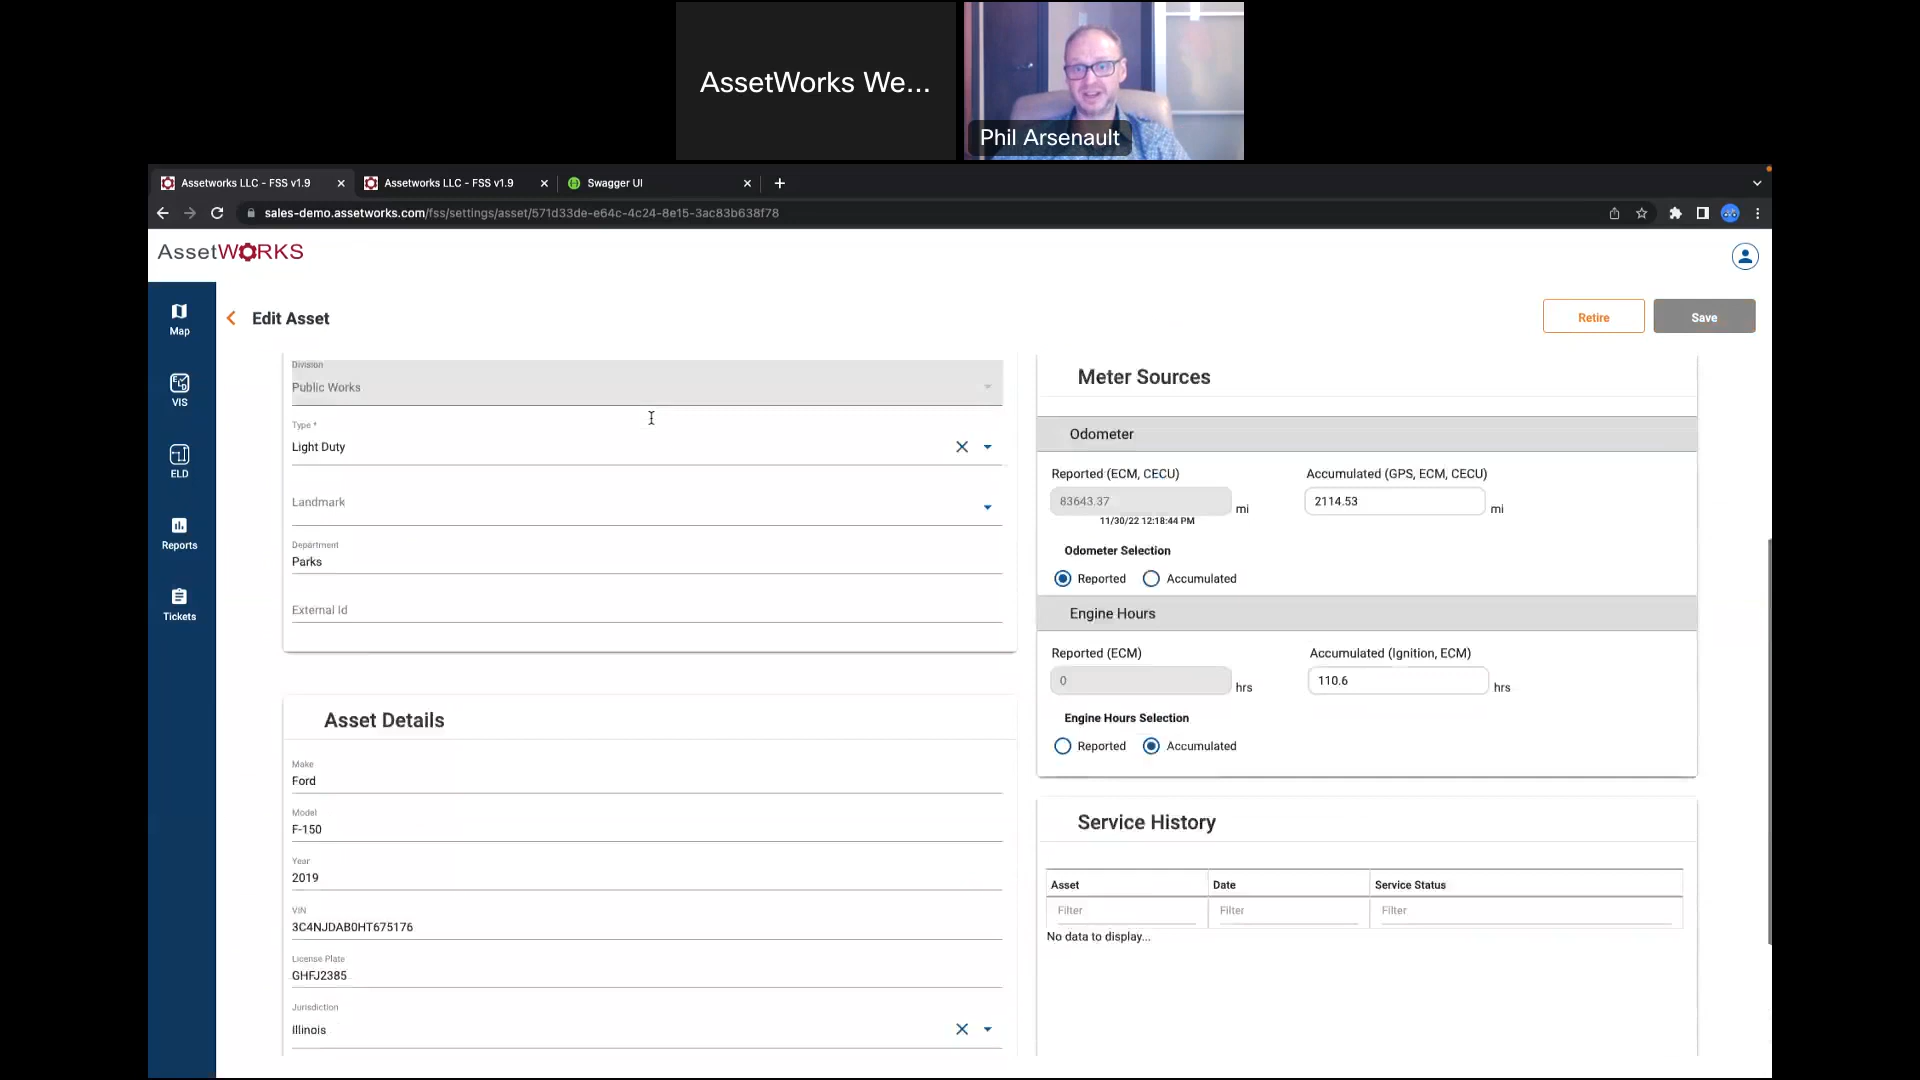 AssetWorks We...
Phil Arsenault
Assetworks LLC - FSS v1.9
Assetworks LLC - FSS v1.9
Swagger UI
sales-demo.assetworks.com/fss/settings/asset/571d33de-e64c-4c24-8e15-3ac83b638f78
AssetWORKS
Map
VIS
ELD
Reports
Tickets
Edit Asset
Retire
Save
Division
Public Works
Type *
Light Duty
Landmark
Department
Parks
External Id
Asset Details
Make
Ford
Model
F-150
Year
2019
VIN
3C4NJDAB0HT675176
License Plate
GHFJ2385
Jurisdiction
Illinois
Meter Sources
Odometer
Reported (ECM, CECU)
Accumulated (GPS, ECM, CECU)
83643.37 mi
2114.53 mi
11/30/22 12:18:44 PM
Odometer Selection
Reported
Accumulated
Engine Hours
Reported (ECM)
Accumulated (Ignition, ECM)
0 hrs
110.6 hrs
Engine Hours Selection
Reported
Accumulated
Service History
Asset
Date
Service Status
Filter
Filter
Filter
No data to display...